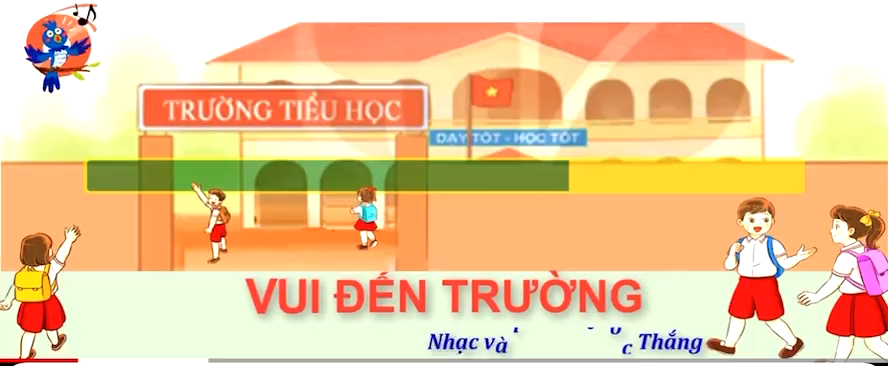 TRƯỜNG TIỂU HỌC
DẠY TỐT - HỌC TỐT
VUI ĐẾN TRƯỜNG
Nhạc và Thắng